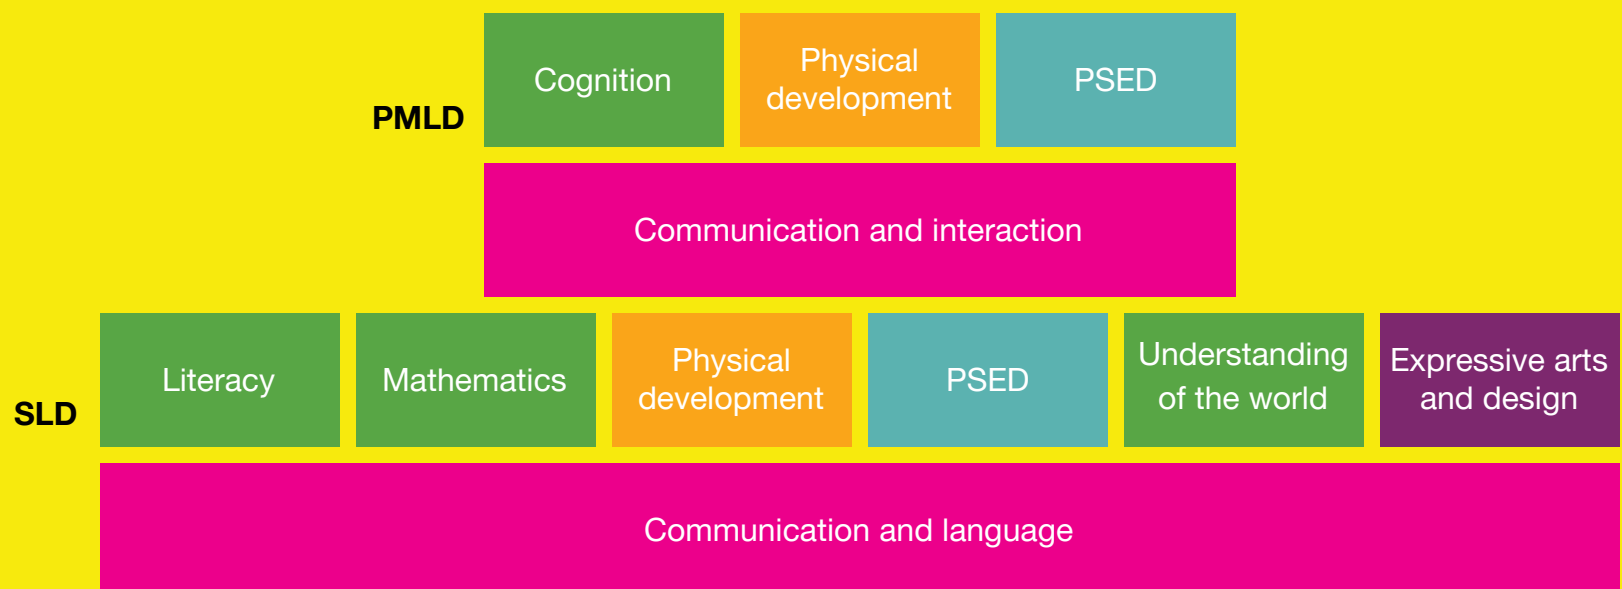 PMLD
Cognition
Physical
development
PSED
Communication and interaction
SLD
Literacy
Mathematics
Physical
development
PSED
Understanding
of the world
Expressive arts
and design
Communication and language